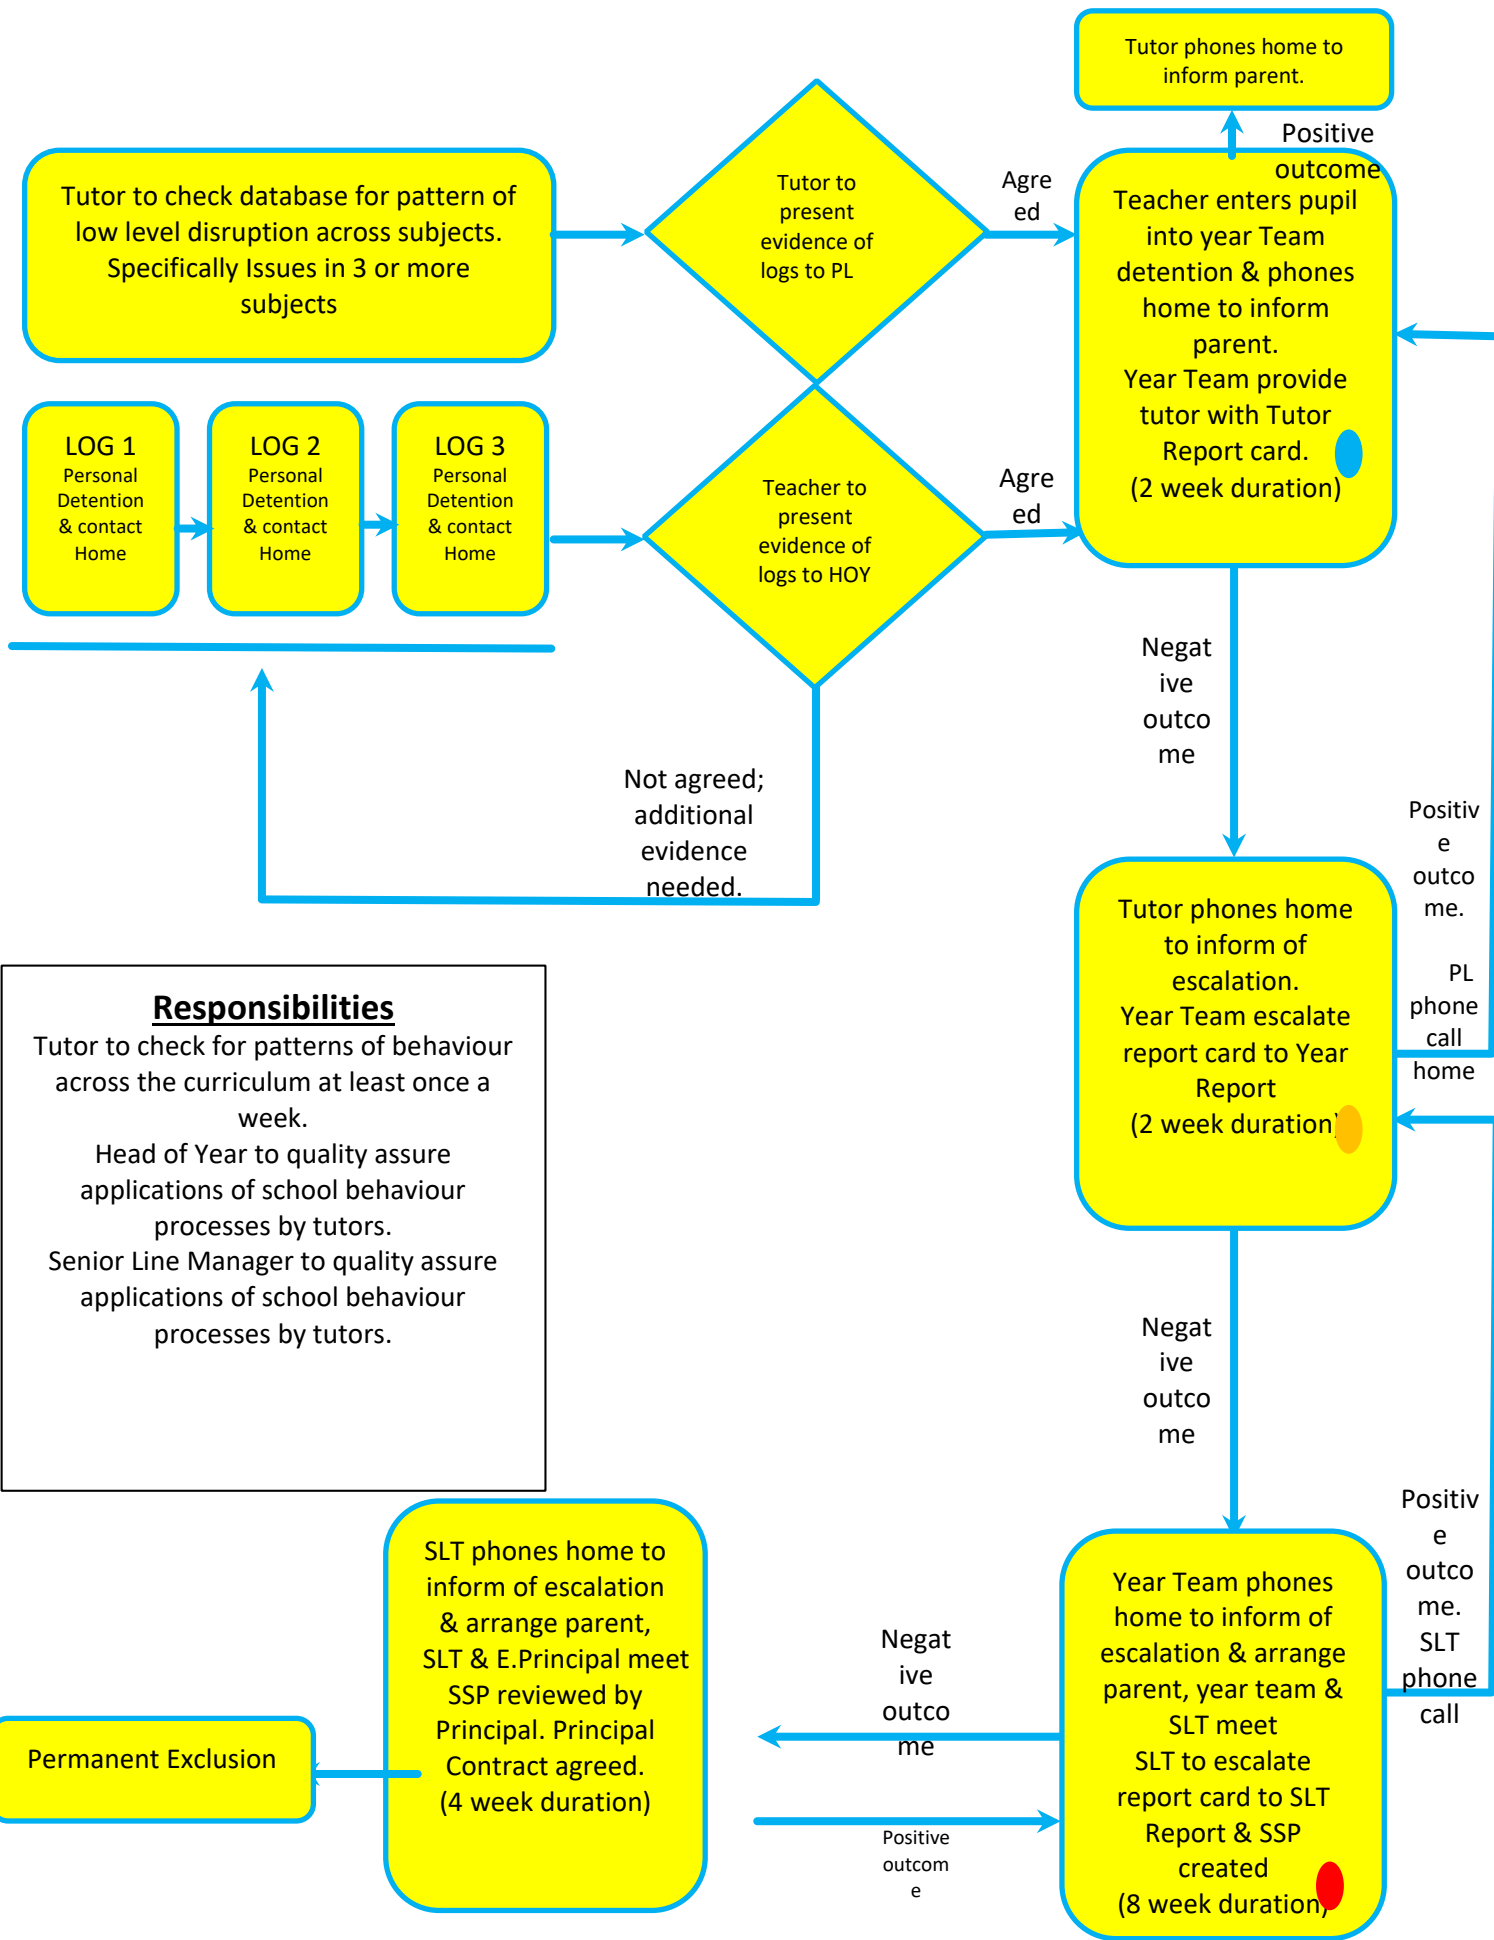 Tutor phones home to
inform parent.
Positive
outcome
Tutor to check database for pattern of
low level disruption across subjects.
Specifically Issues in 3 or more
subjects
Tutor to
present
evidence of
logs to PL
Agre
ed
Teacher enters pupil
into year Team
detention & phones
home to inform
parent.
Year Team provide
tutor with Tutor
Report card.
(2 week duration)
LOG 1
Personal
Detention
& contact
Home
LOG 2
Personal
Detention
& contact
Home
LOG 3
Personal
Detention
& contact
Home
Teacher to
present
evidence of
logs to HOY
Agre
ed
Negat
ive
outco
me
Not agreed;
additional
evidence
needed.
Positiv
e
outco
me.
PL
phone
call
home
Tutor phones home
to inform of
escalation.
Year Team escalate
report card to Year
Report
(2 week duration)
Responsibilities
Tutor to check for patterns of behaviour
across the curriculum at least once a
week.
Head of Year to quality assure
applications of school behaviour
processes by tutors.
Senior Line Manager to quality assure
applications of school behaviour
processes by tutors.
Negat
ive
outco
me
Positiv
e
outco
me.
SLT
phone
call
SLT phones home to
inform of escalation
& arrange parent,
SLT & E.Principal meet
SSP reviewed by
Principal. Principal
Contract agreed.
(4 week duration)
Negat
ive
outco
me
Positive
outcom
e
Year Team phones
home to inform of
escalation & arrange
parent, year team &
SLT meet
SLT to escalate
report card to SLT
Report & SSP
created
(8 week duration)
Permanent Exclusion